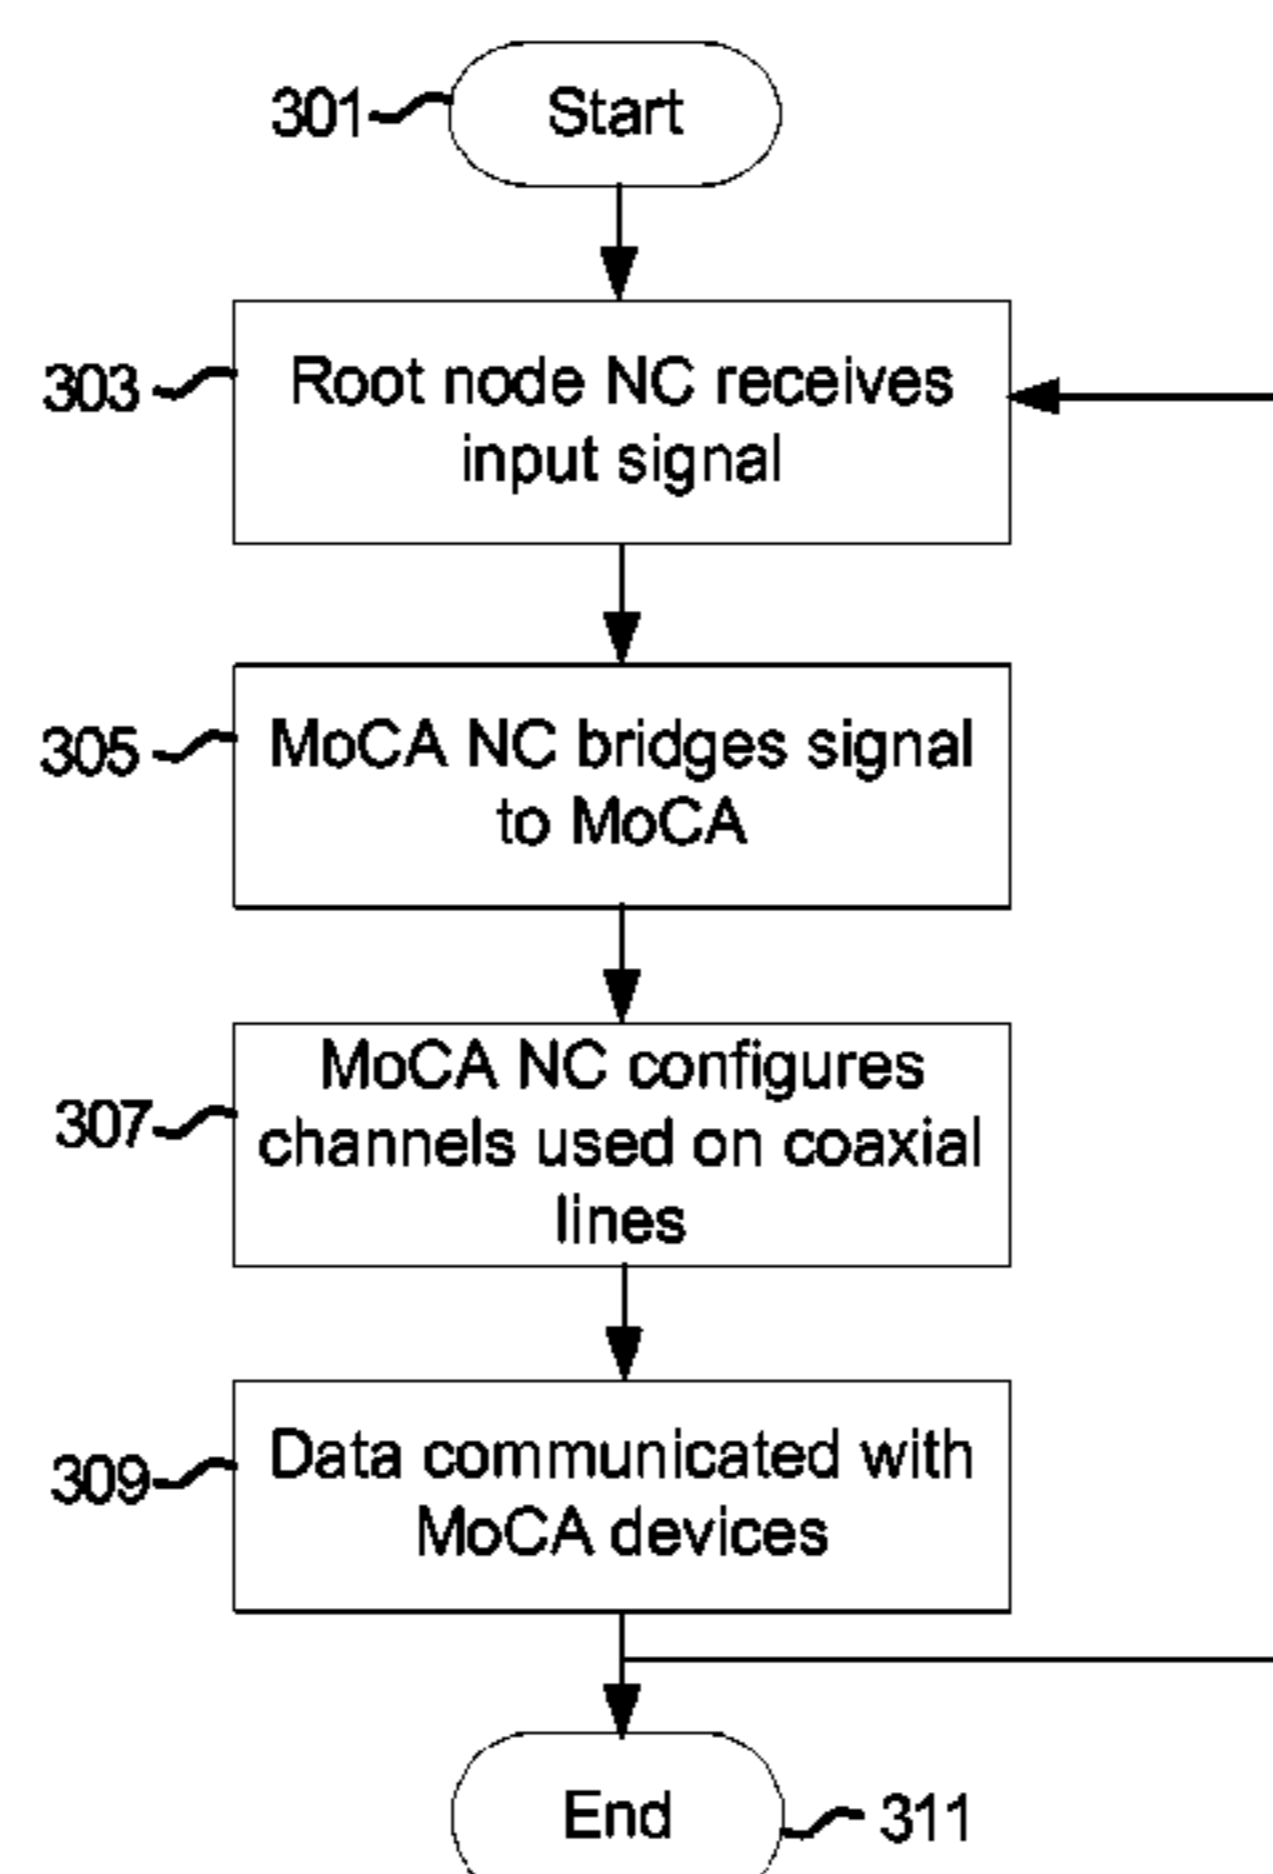 301
Start
303
Root node NC receives
input signal
305
MoCA NC bridges signal
to MoCA
307
MoCA NC configures
channels used on coaxial
lines
309
Data communicated with
MoCA devices
End
311